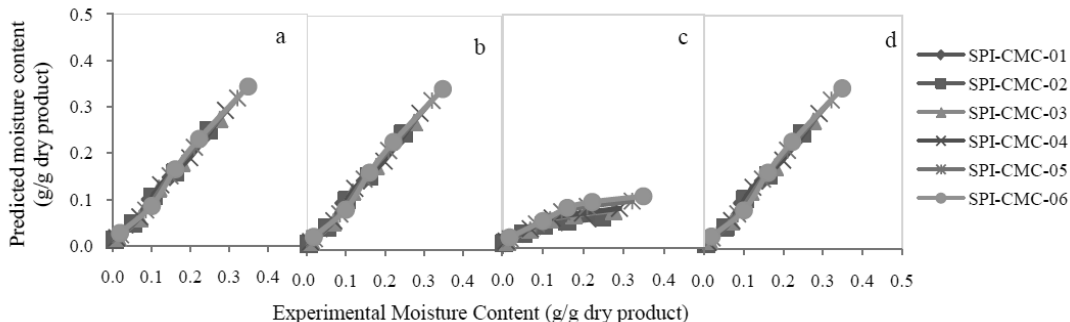 Predicted moisture content
(g/g dry product)
0.5
0.4
0.3
0.2
0.1
0.0
a
b
c
d
0.0 0.1 0.2 0.3 0.4
0.0 0.1 0.2 0.3 0.4
0.0 0.1 0.2 0.3 0.4
0.0 0.1 0.2 0.3 0.4 0.5
Experimental Moisture Content (g/g dry product)
SPI-CMC-01
SPI-CMC-02
SPI-CMC-03
SPI-CMC-04
SPI-CMC-05
SPI-CMC-06